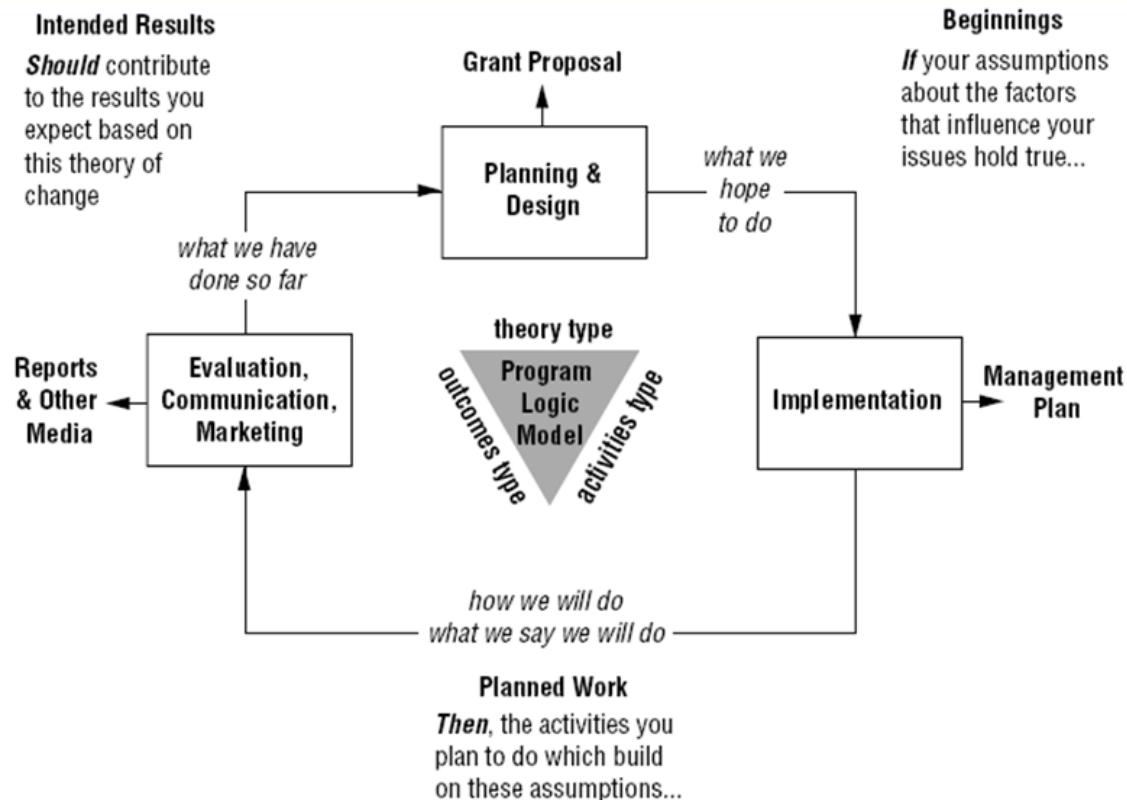 Intended Results
Should contribute
to the results you
expect based on
this theory of
change
Beginnings
If your assumptions
about the factors
that influence your
issues hold true...
Grant Proposal
Planning &
Design
what we
hope
to do
what we have
done so far
Reports
& Other
Media
Evaluation,
Communication,
Marketing
theory type
Program
Logic
Model
outcomes type
activities type
Implementation
Management
Plan
how we will do
what we say we will do
Planned Work
Then, the activities you
plan to do which build
on these assumptions...